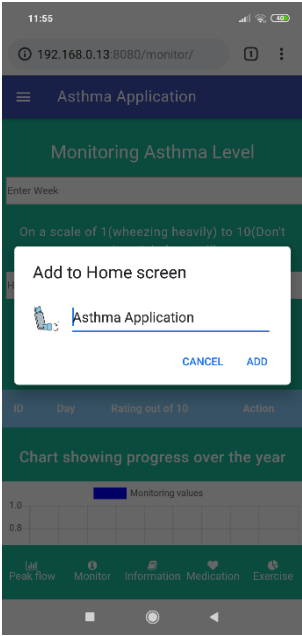 11:55
40
192.168.0.13:8080/monitor/
1
Asthma Application
Monitoring Asthma Level
Enter Week
On a scale of 1(wheezing heavily) to 10(Don't
Add to Home screen
Asthma Application
CANCEL
ADD
ID Day Rating out of 10 Action
Chart showing progress over the year
Monitoring values
1.0
0.8
Peak flow Monitor Information Medication Exercise